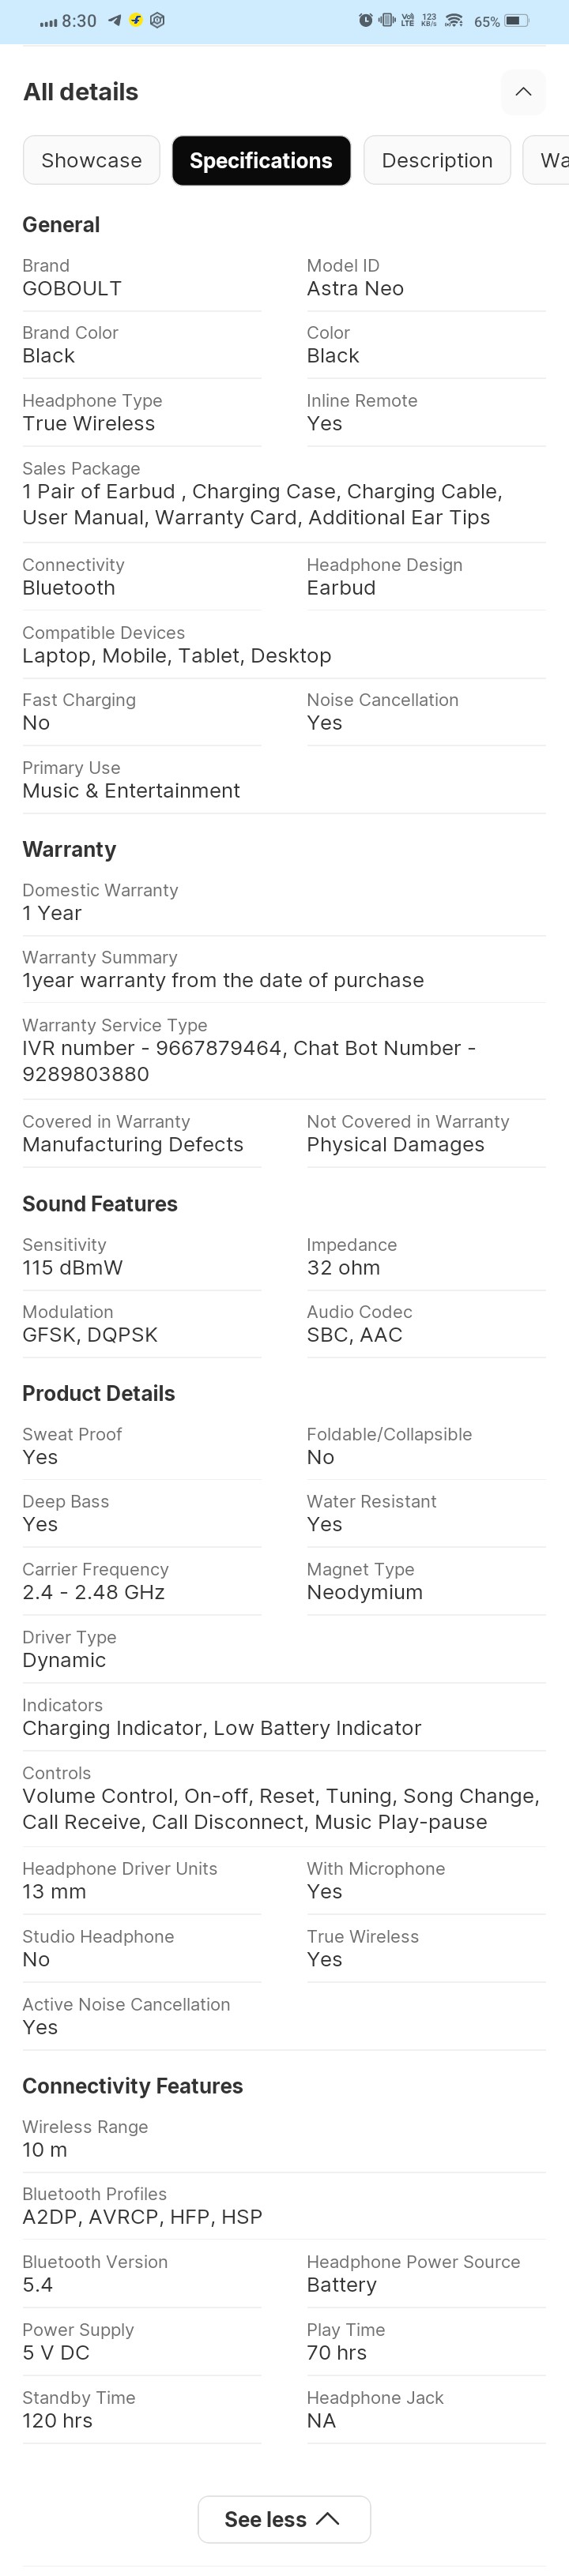 8:30
Vo) LTE
123 KB/s
65%
All details
Showcase Specifications Description Wa
General
Brand Model ID
GOBOULT Astra Neo
Brand Color Color
Black Black
Headphone Type Inline Remote
True Wireless Yes
Sales Package
1 Pair of Earbud , Charging Case, Charging Cable,
User Manual, Warranty Card, Additional Ear Tips
Connectivity Headphone Design
Bluetooth Earbud
Compatible Devices
Laptop, Mobile, Tablet, Desktop
Fast Charging Noise Cancellation
No Yes
Primary Use
Music & Entertainment
Warranty
Domestic Warranty
1 Year
Warranty Summary
1year warranty from the date of purchase
Warranty Service Type
IVR number - 9667879464, Chat Bot Number -
9289803880
Covered in Warranty Not Covered in Warranty
Manufacturing Defects Physical Damages
Sound Features
Sensitivity Impedance
115 dBmW 32 ohm
Modulation Audio Codec
GFSK, DQPSK SBC, AAC
Product Details
Sweat Proof Foldable/Collapsible
Yes No
Deep Bass Water Resistant
Yes Yes
Carrier Frequency Magnet Type
2.4 - 2.48 GHz Neodymium
Driver Type
Dynamic
Indicators
Charging Indicator, Low Battery Indicator
Controls
Volume Control, On-off, Reset, Tuning, Song Change,
Call Receive, Call Disconnect, Music Play-pause
Headphone Driver Units With Microphone
13 mm Yes
Studio Headphone True Wireless
No Yes
Active Noise Cancellation
Yes
Connectivity Features
Wireless Range
10 m
Bluetooth Profiles
A2DP, AVRCP, HFP, HSP
Bluetooth Version Headphone Power Source
5.4 Battery
Power Supply Play Time
5 V DC 70 hrs
Standby Time Headphone Jack
120 hrs NA
See less